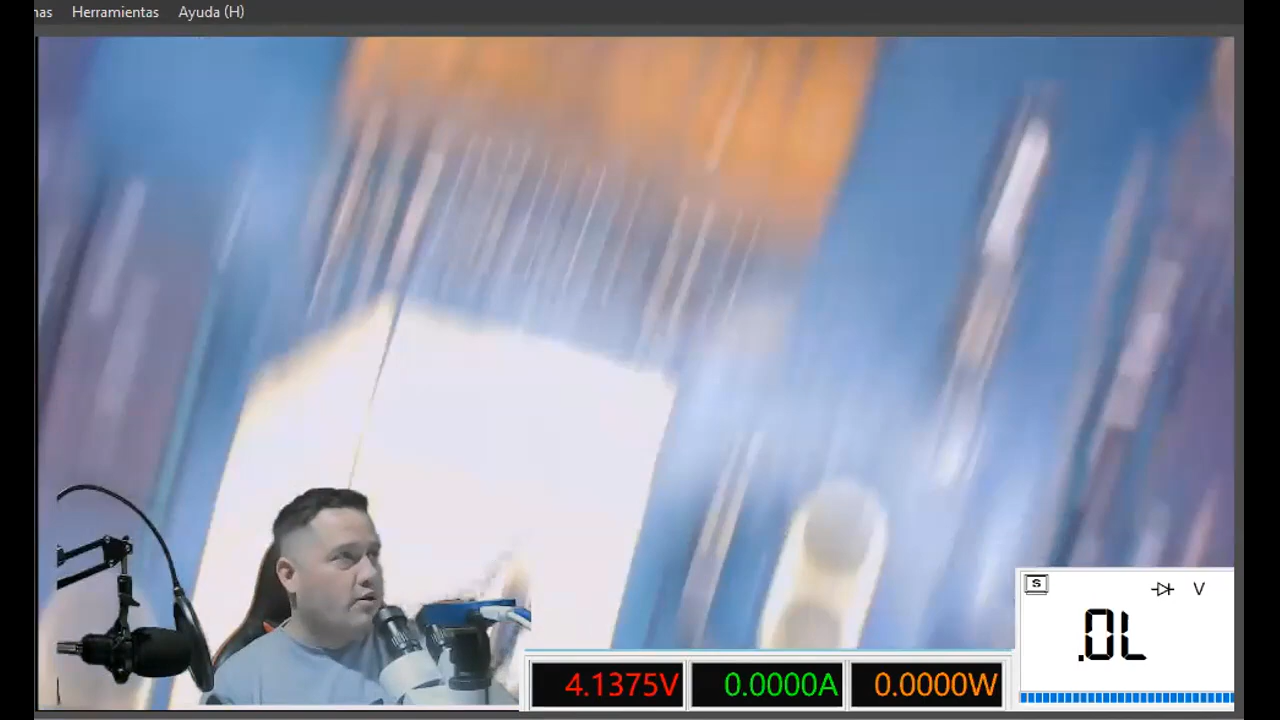 nas Herramientas Ayuda (H)
S V
.0L
4.1375V 0.0000A 0.0000W